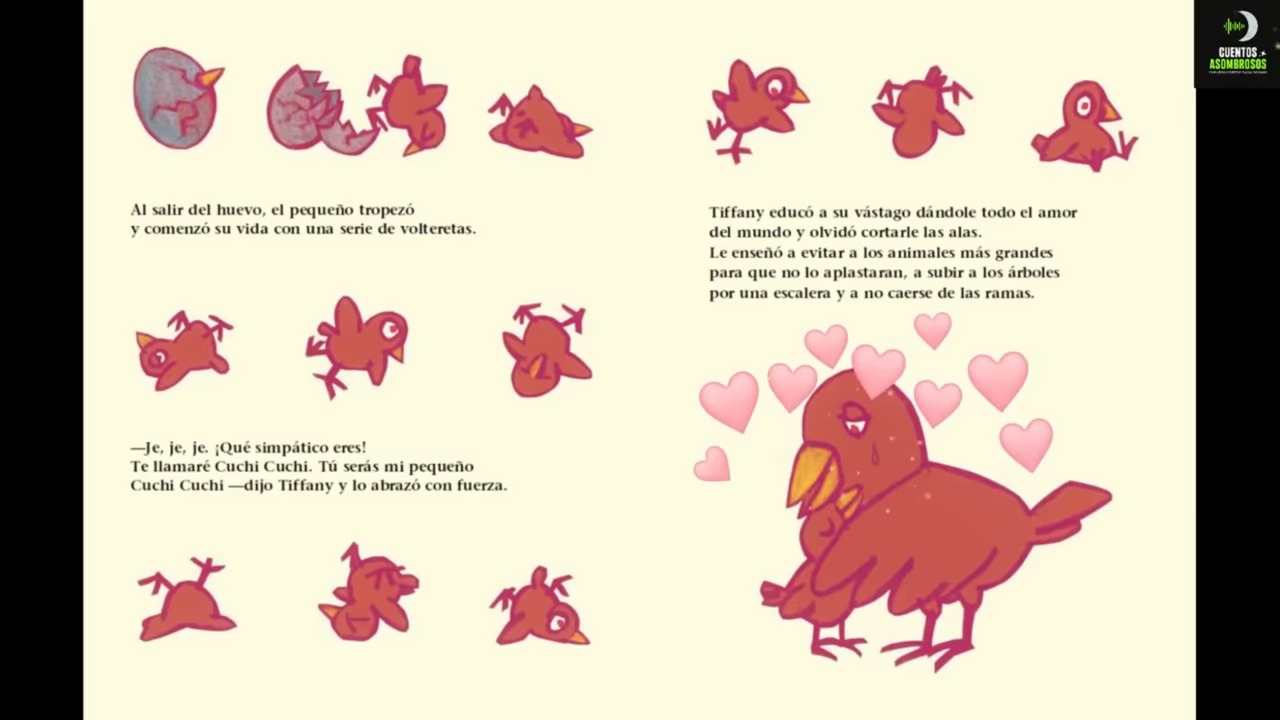 Al salir del huevo, el pequeño tropezó
y comenzó su vida con una serie de volteretas.
—Je, je, je. ¡Qué simpático eres!
Te llamaré Cuchi Cuchi. Tú serás mi pequeño
Cuchi Cuchi —dijo Tiffany y lo abrazó con fuerza.
Tiffany educó a su vástago dándole todo el amor
del mundo y olvidó cortarle las alas.
Le enseñó a evitar a los animales más grandes
para que no lo aplastaran, a subir a los árboles
por una escalera y a no caerse de las ramas.
CUENTOS
ASOMBROSOS